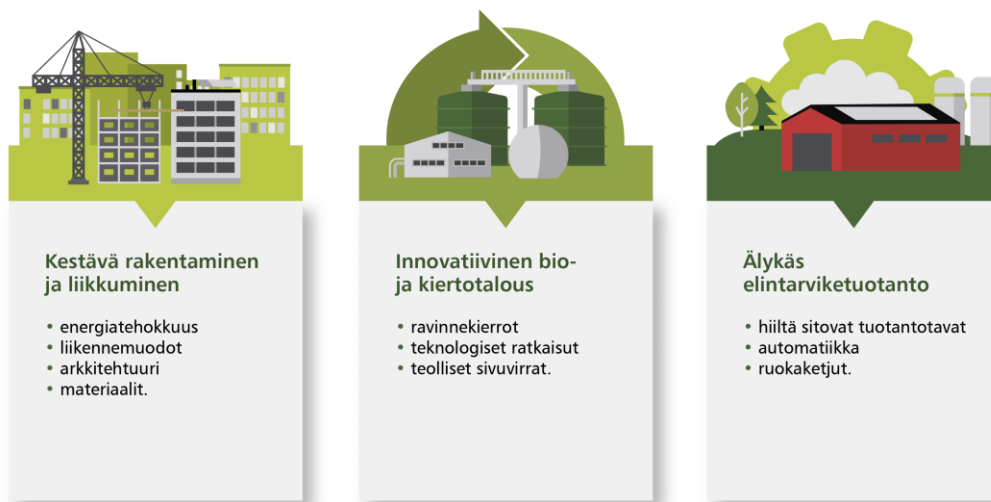 Kestävä rakentaminen
ja liikkuminen
• energiatehokkuus
• liikennemuodot
• arkkitehtuuri
• materiaalit.
Innovatiivinen bio-
ja kiertotalous
• ravinnekierrot
• teknologiset ratkaisut
• teolliset sivuvirrat.
Älykäs
elintarviketuotanto
• hiiltä sitovat tuotantotavat
• automatiikka
• ruokaketjut.